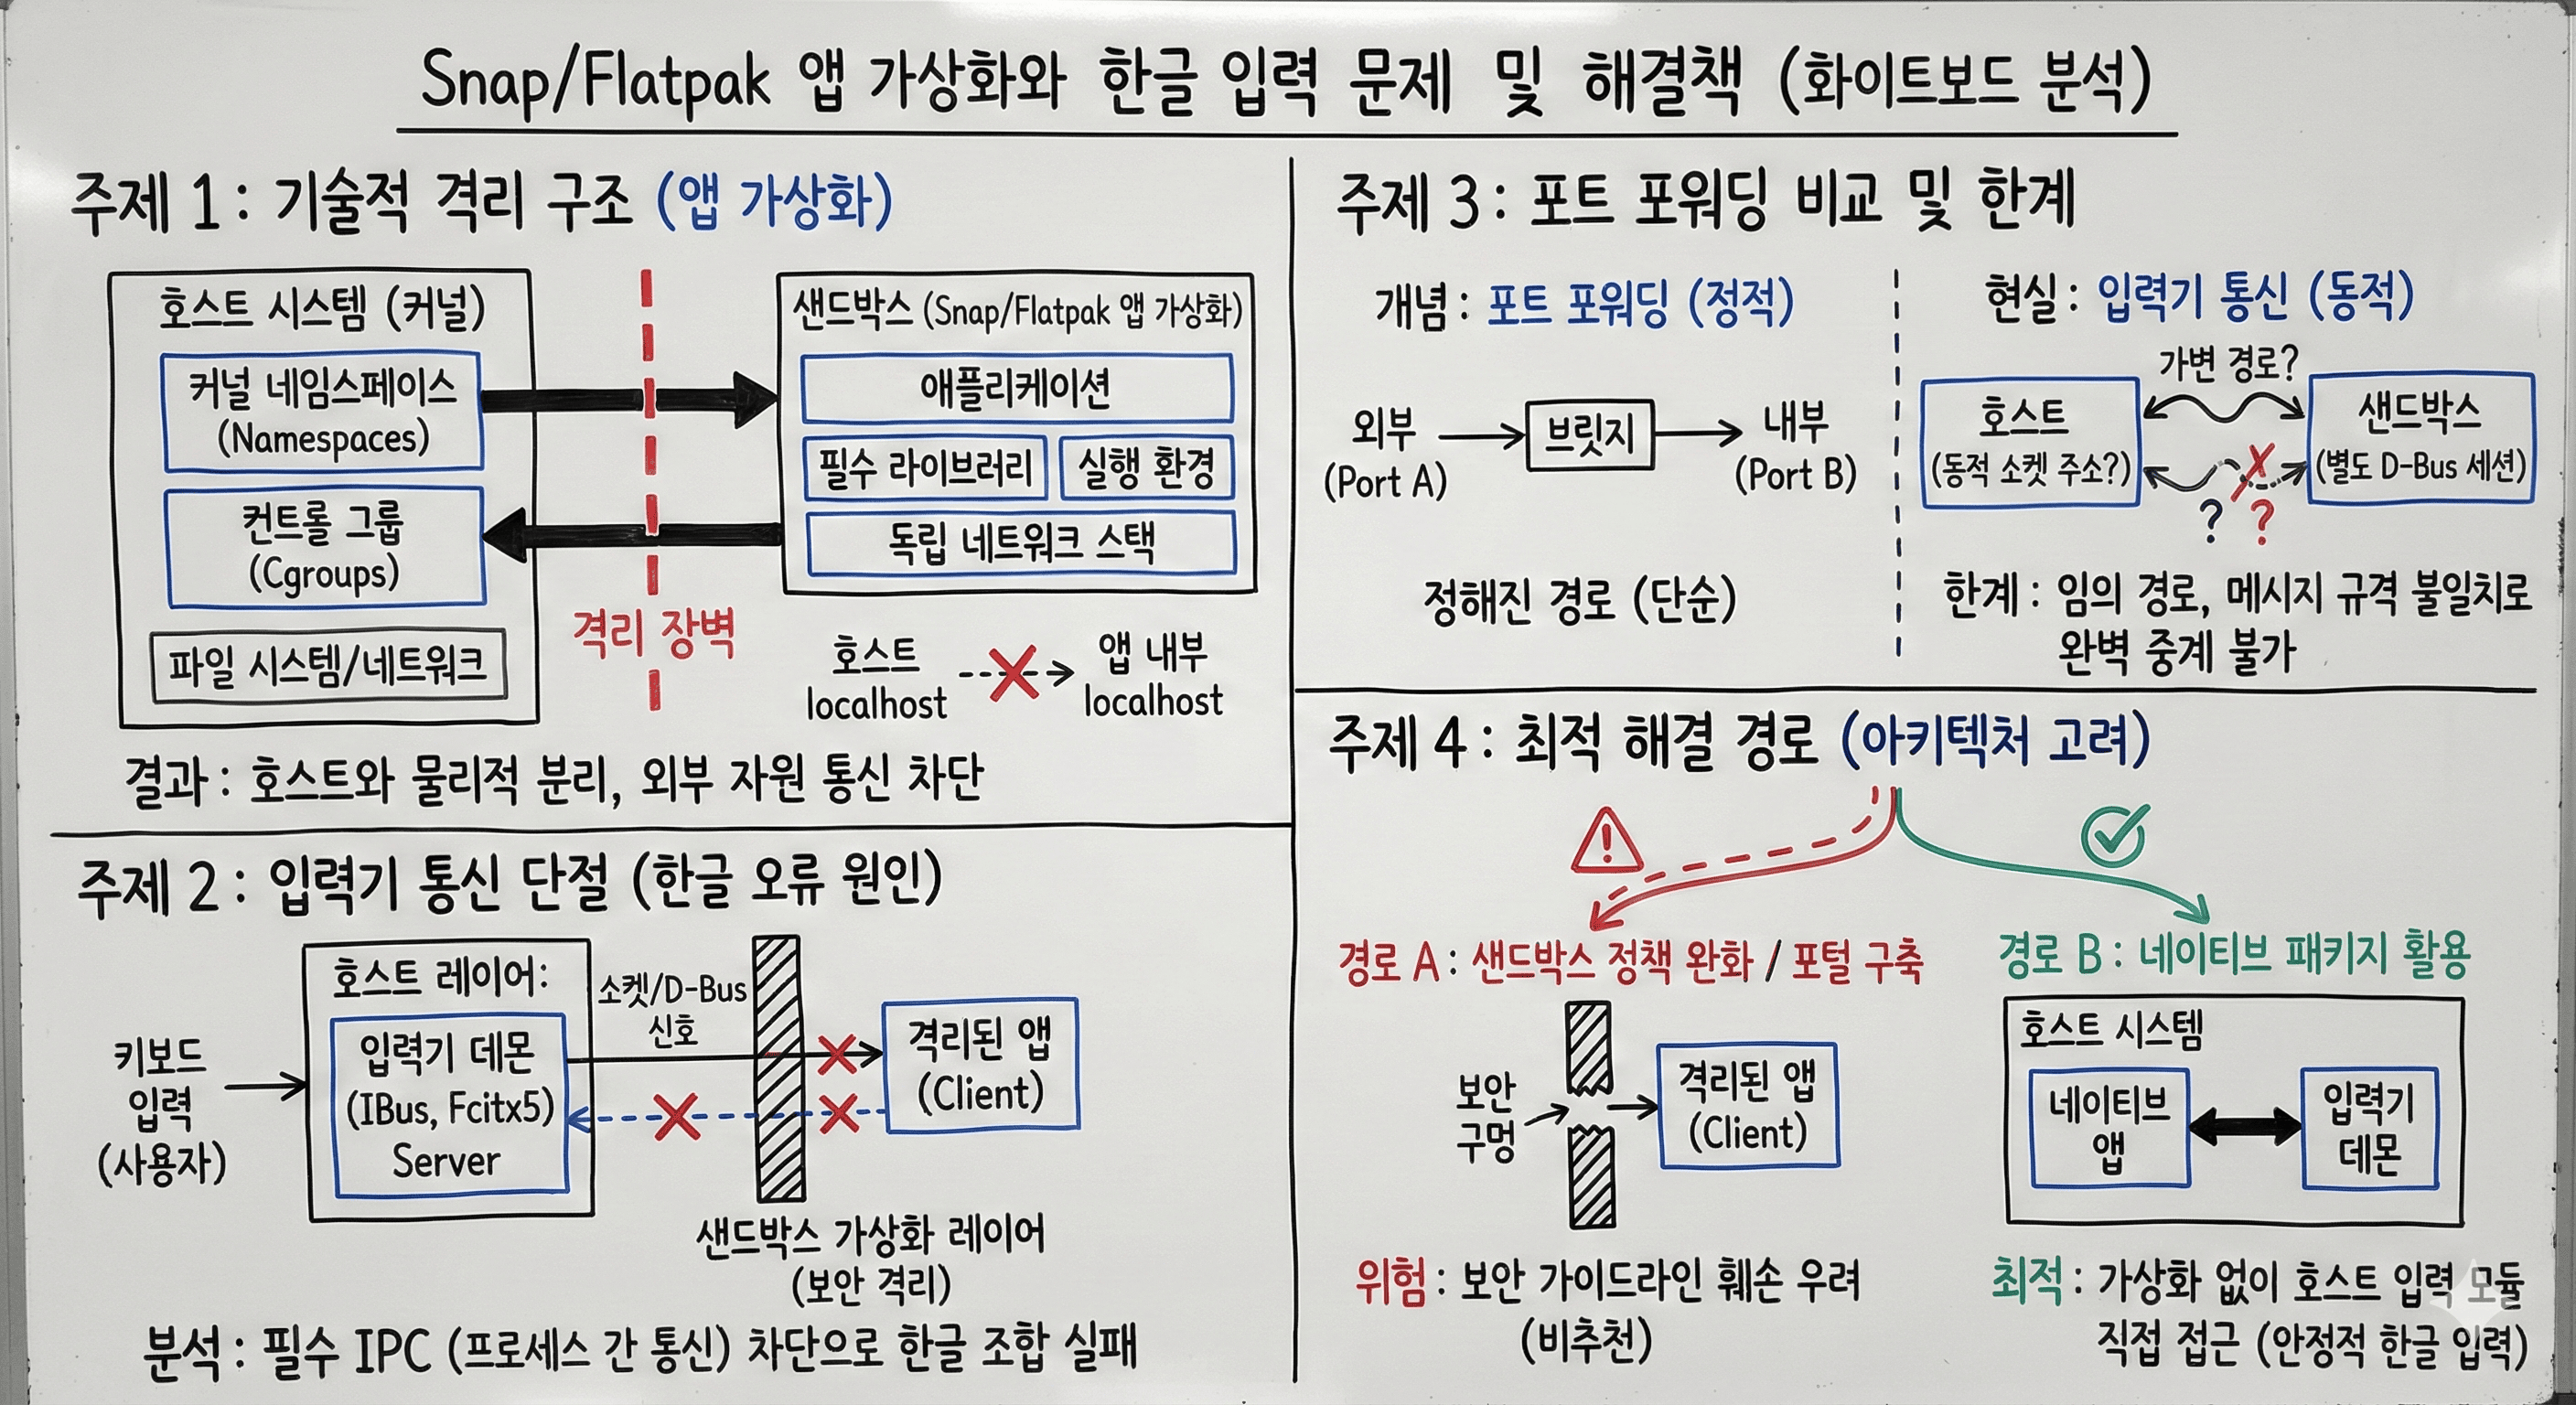 Snap/Flatpak 앱 가상화와 한글 입력 문제 및 해결책 (화이트보드 분석)
주제 1: 기술적 격리 구조 (앱 가상화)
호스트 시스템 (커널)
커널 네임스페이스
(Namespaces)
컨트롤 그룹
(Cgroups)
파일 시스템/네트워크
격리 장벽
샌드박스 (Snap/Flatpak 앱 가상화)
애플리케이션
필수 라이브러리
실행 환경
독립 네트워크 스택
호스트
localhost
앱 내부
localhost
결과: 호스트와 물리적 분리, 외부 자원 통신 차단
주제 2: 입력기 통신 단절 (한글 오류 원인)
키보드
입력
(사용자)
호스트 레이어:
입력기 데몬
(IBus, Fcitx5)
Server
소켓/D-Bus
신호
격리된 앱
(Client)
샌드박스 가상화 레이어
(보안 격리)
분석: 필수 IPC (프로세스 간 통신) 차단으로 한글 조합 실패
주제 3: 포트 포워딩 비교 및 한계
개념: 포트 포워딩 (정적)
외부
(Port A)
브릿지
내부
(Port B)
정해진 경로 (단순)
현실: 입력기 통신 (동적)
가변 경로?
호스트
(동적 소켓 주소?)
샌드박스
(별도 D-Bus 세션)
? ?
한계: 임의 경로, 메시지 규격 불일치로
완벽 중계 불가
주제 4: 최적 해결 경로 (아키텍처 고려)
!
경로 A: 샌드박스 정책 완화 / 포털 구축
보안
구멍
격리된 앱
(Client)
위험: 보안 가이드라인 훼손 우려
(비추천)
경로 B: 네이티브 패키지 활용
호스트 시스템
네이티브
앱
입력기
데몬
최적: 가상화 없이 호스트 입력 모듈
직접 접근 (안정적 한글 입력)